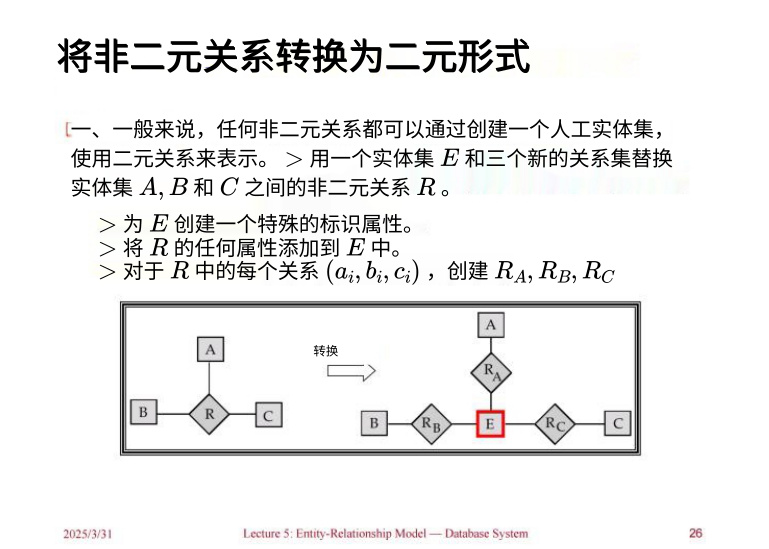 将非二元关系转换为二元形式
一、一般来说，任何非二元关系都可以通过创建一个人工实体集，
使用二元关系来表示。 > 用一个实体集 E 和三个新的关系集替换
实体集 A, B 和 C 之间的非二元关系 R 。
> 为 E 创建一个特殊的标识属性。
> 将 R 的任何属性添加到 E 中。
> 对于 R 中的每个关系 (aᵢ, bᵢ, cᵢ) ，创建 R_A, R_B, R_C
A
B
R
C
转换
A
R_A
B
R_B
E
R_C
C
2025/3/31
Lecture 5: Entity-Relationship Model — Database System
26